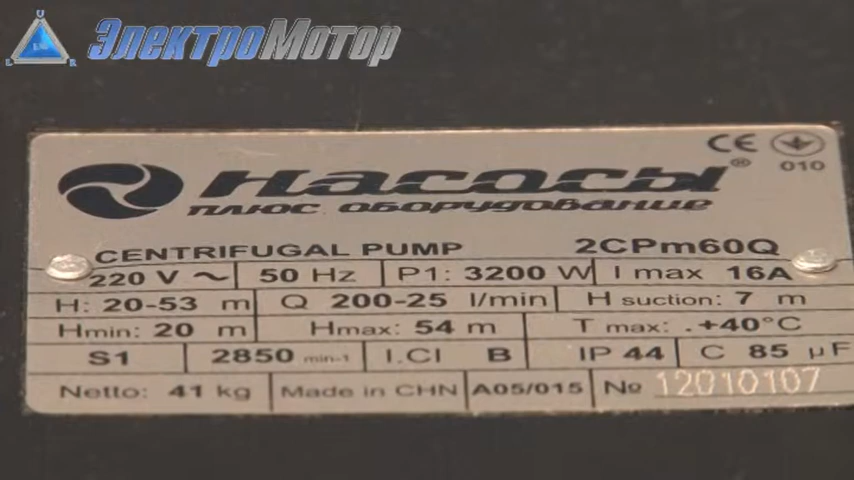 ЭлектроМотор
CE 010
Насосы®
плюс оборудование
CENTRIFUGAL PUMP 2CPm60Q
220 V ~ 50 Hz P1: 3200 W I max 16A
H: 20-53 m Q 200-25 l/min H suction: 7 m
Hmin: 20 m Hmax: 54 m T max: .+40°C
S1 2850 min-1 I.Cl B IP 44 C 85 µF
Netto: 41 kg Made in CHN A05/015 № 12010107